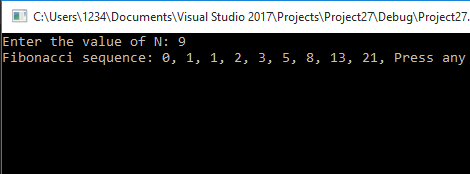 C:\Users\1234\Documents\Visual Studio 2017\Projects\Project27\Debug\Project27.
Enter the value of N: 9
Fibonacci sequence: 0, 1, 1, 2, 3, 5, 8, 13, 21, Press any